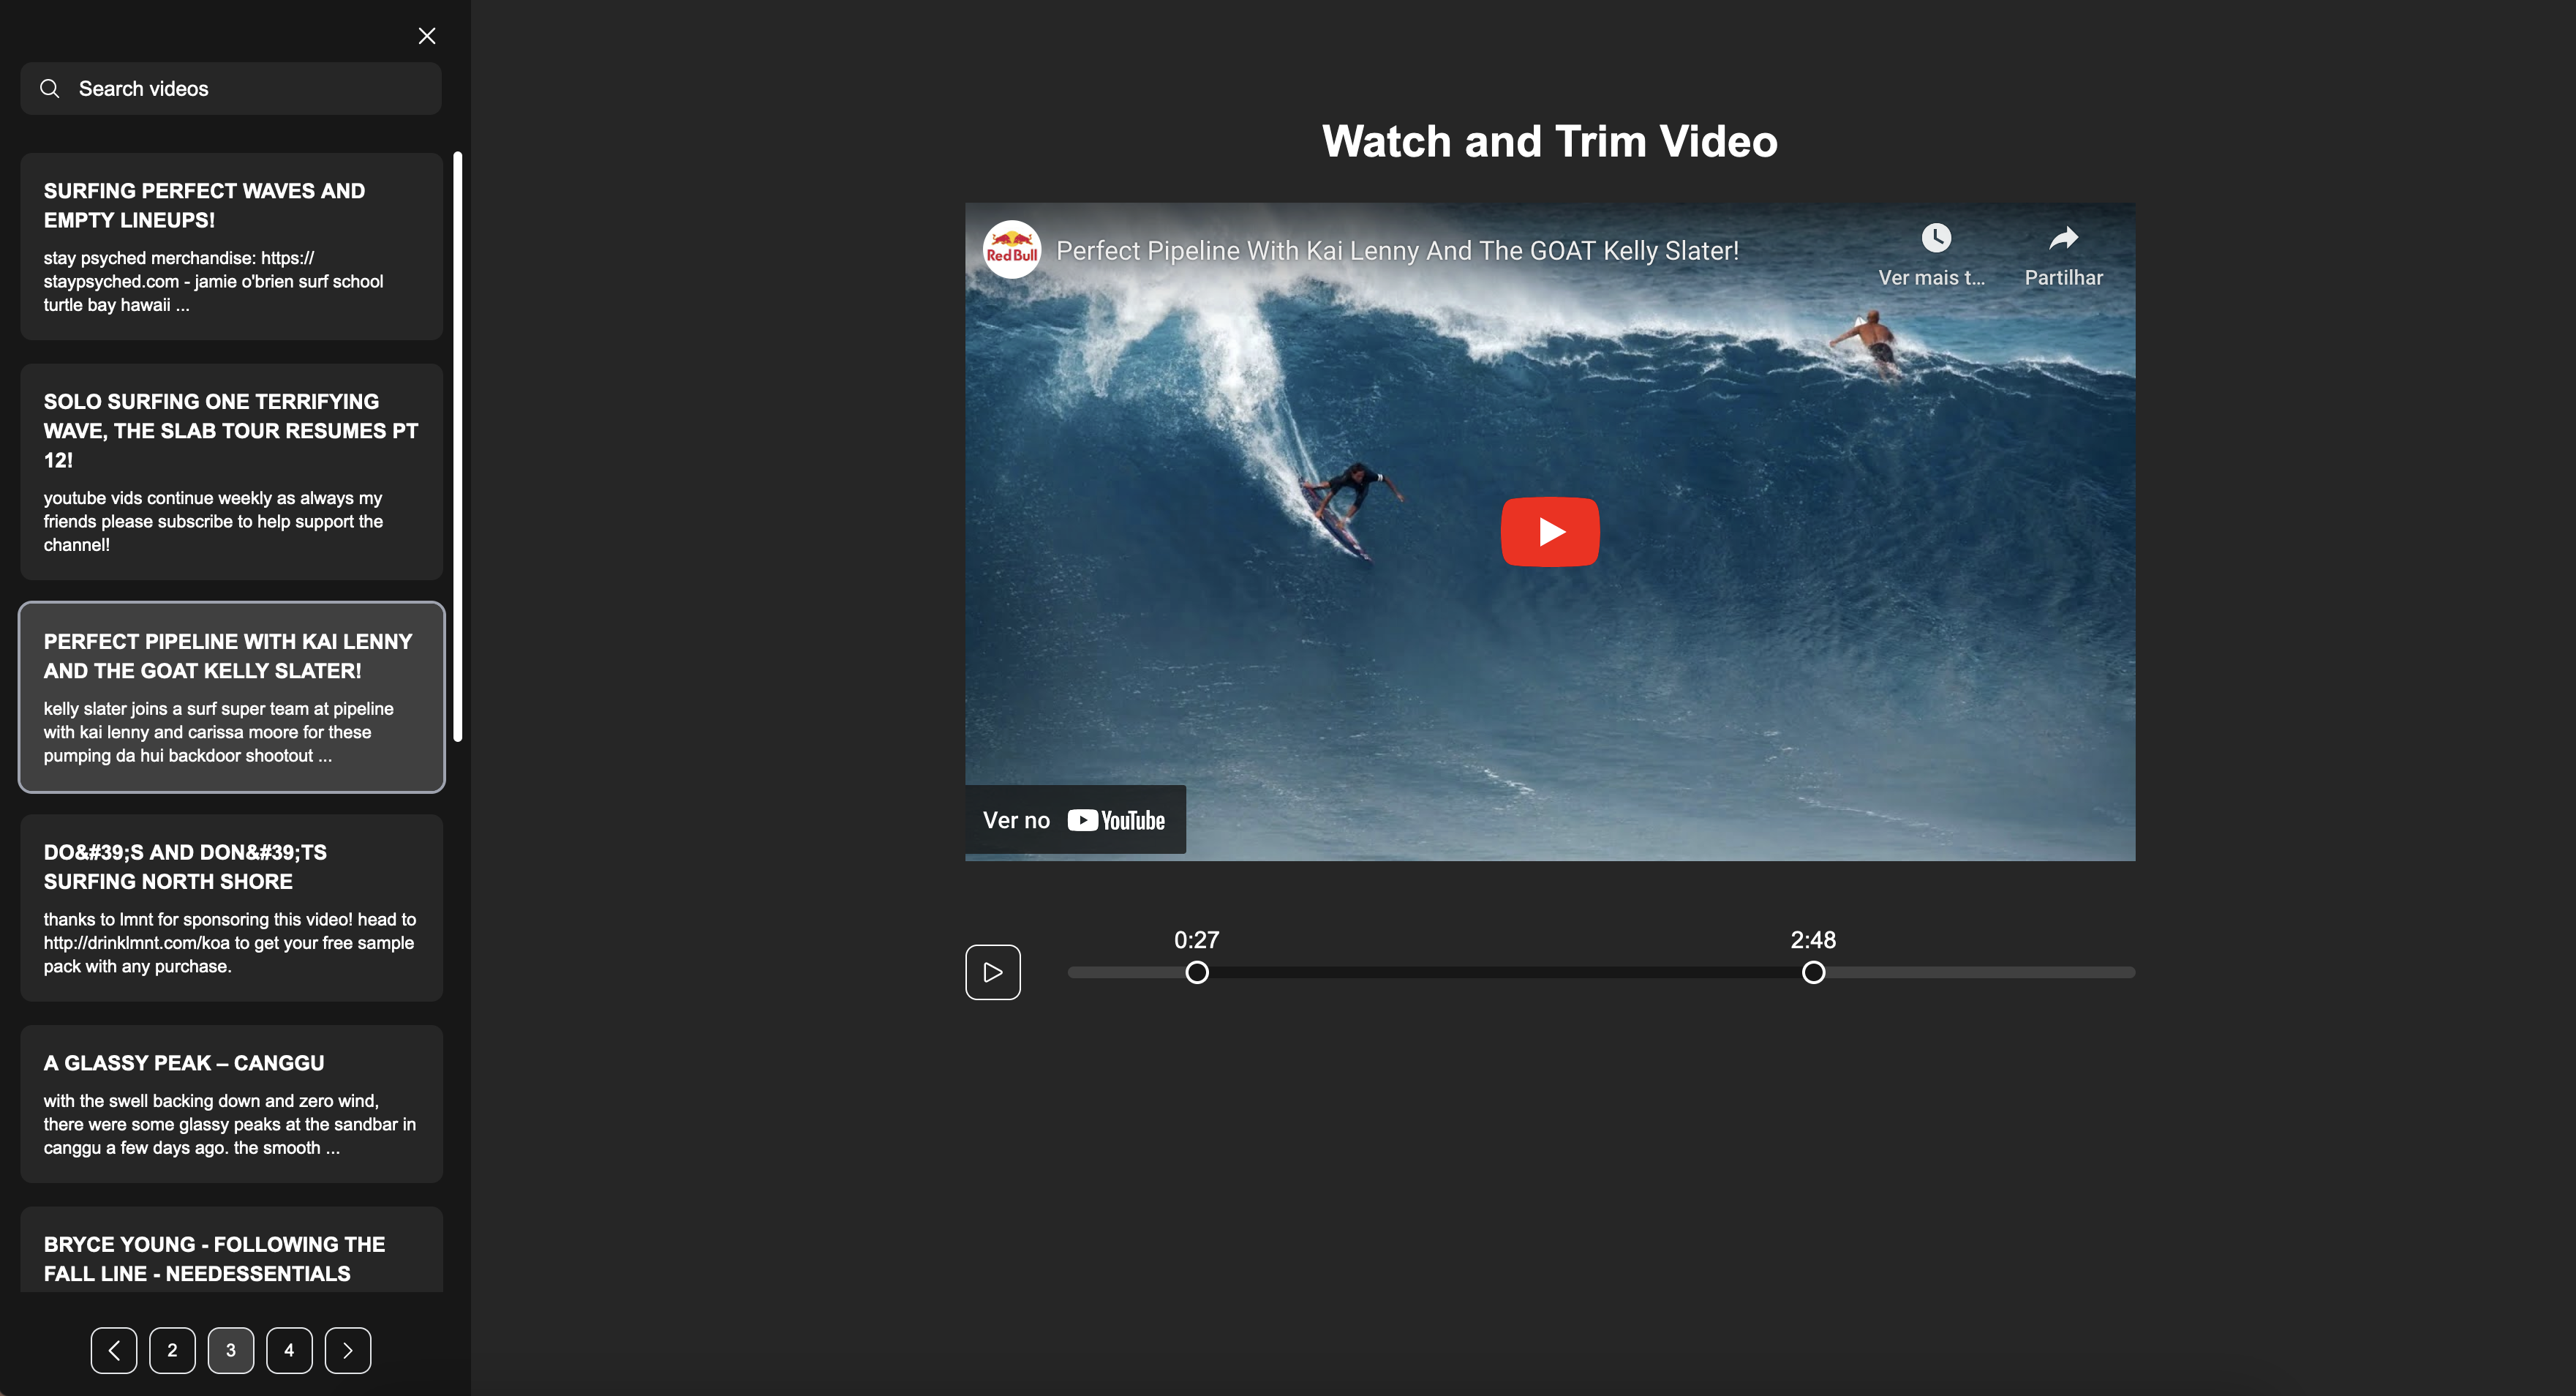 Search videos
SURFING PERFECT WAVES AND
EMPTY LINEUPS!
stay psyched merchandise: https://
staypsyched.com - jamie o'brien surf school
turtle bay hawaii ...
SOLO SURFING ONE TERRIFYING
WAVE, THE SLAB TOUR RESUMES PT
12!
youtube vids continue weekly as always my
friends please subscribe to help support the
channel!
PERFECT PIPELINE WITH KAI LENNY
AND THE GOAT KELLY SLATER!
kelly slater joins a surf super team at pipeline
with kai lenny and carissa moore for these
pumping da hui backdoor shootout ...
DO&#39;S AND DON&#39;TS
SURFING NORTH SHORE
thanks to lmnt for sponsoring this video! head to
http://drinklmnt.com/koa to get your free sample
pack with any purchase.
A GLASSY PEAK – CANGGU
with the swell backing down and zero wind,
there were some glassy peaks at the sandbar in
canggu a few days ago. the smooth ...
BRYCE YOUNG - FOLLOWING THE
FALL LINE - NEEDESSENTIALS
2 3 4
Watch and Trim Video
Red Bull
Perfect Pipeline With Kai Lenny And The GOAT Kelly Slater!
Ver mais t... Partilhar
Ver no YouTube
0:27 2:48